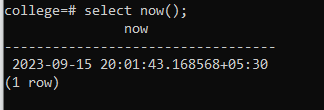 college=# select now();
now
----------------------------------
2023-09-15 20:01:43.168568+05:30
(1 row)